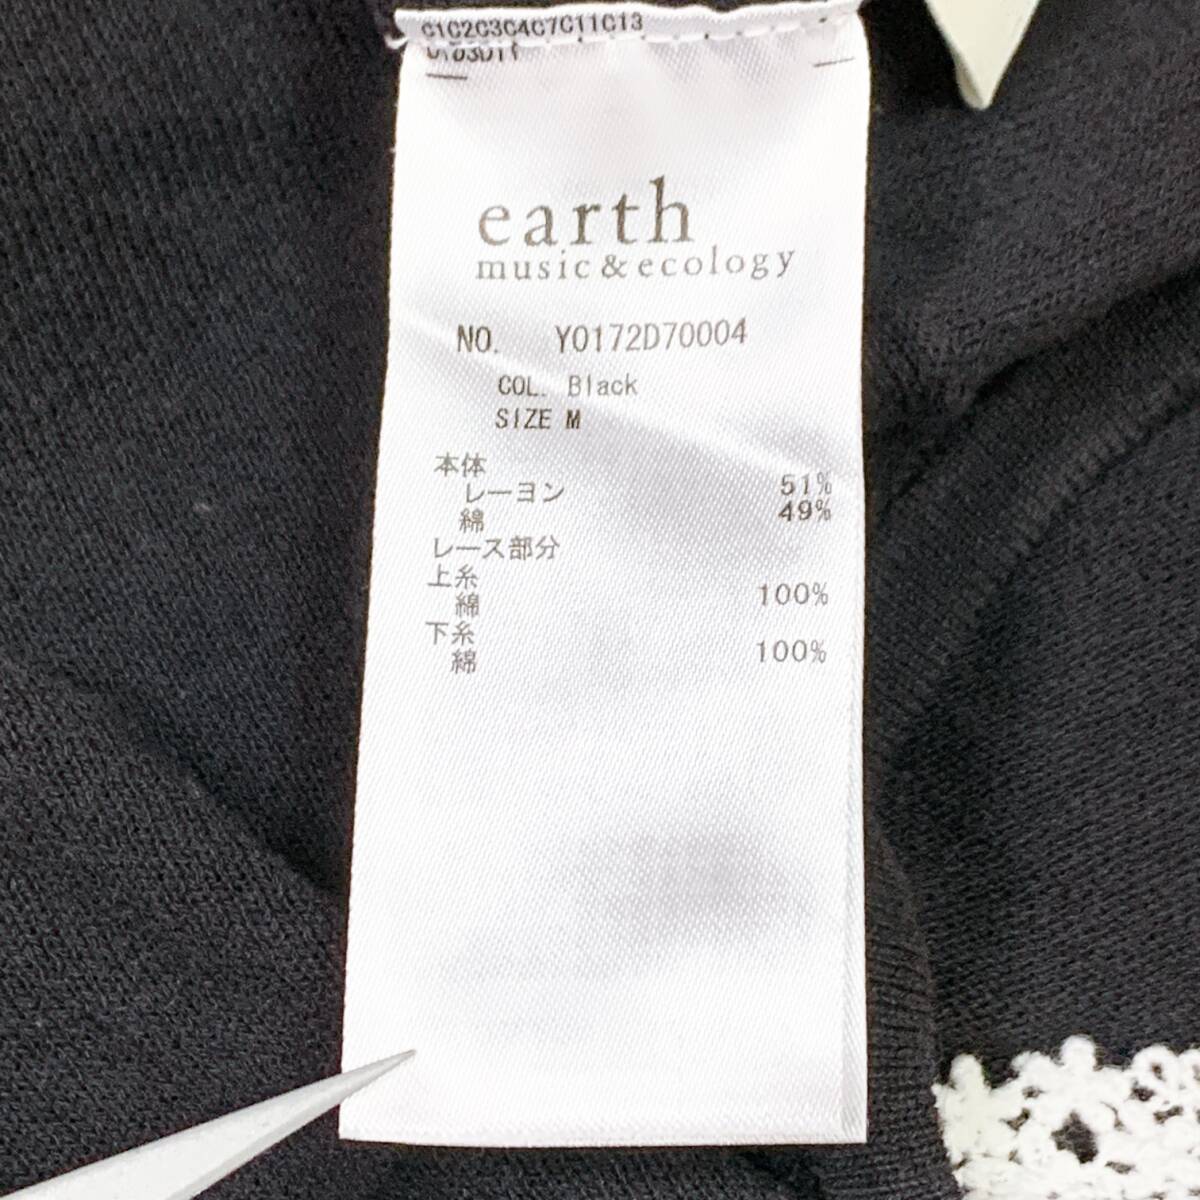 C1C2C3C4C7C11C13
earth
music & ecology
NO. Y0172D70004
COL. Black
SIZE M
本体
レーヨン 51%
綿 49%
レース部分
上糸
綿 100%
下糸
綿 100%